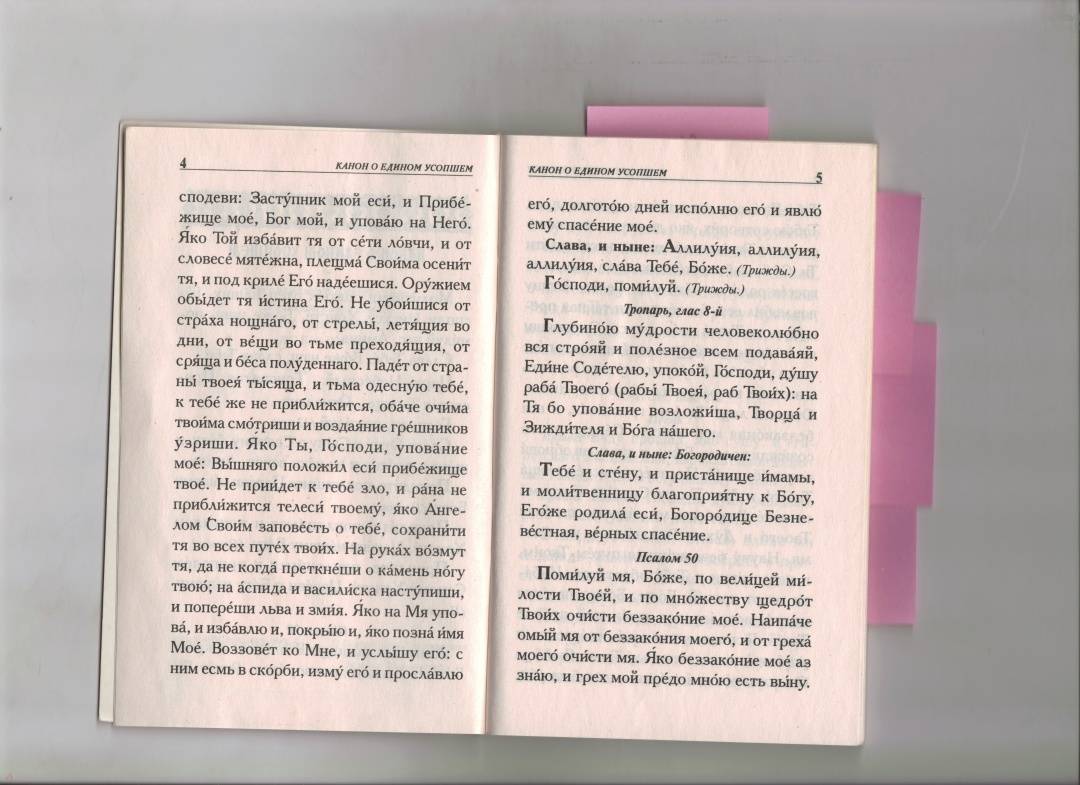 4
КАНОН О ЕДИНОМ УСОПШЕМ
сподеви: Засту́пник мой еси́, и Прибе́-
жище мое́, Бог мой, и упова́ю на Него́.
Я́ко Той изба́вит тя от се́ти ло́вчи, и от
словесе́ мяте́жна, плещма́ Свои́ма осени́т
тя, и под криле́ Его́ наде́ешися. Ору́жием
обы́дет тя и́стина Его́. Не убои́шися от
стра́ха нощна́го, от стрелы́, летя́щия во
дни, от ве́щи во тьме преходя́щия, от
сря́ща и бе́са полу́деннаго. Паде́т от стра-
ны́ твоея́ ты́сяща, и тьма одесну́ю тебе́,
к тебе́ же не прибли́жится, оба́че очи́ма
твои́ма смо́триши и воздая́ние гре́шников
у́зриши. Я́ко Ты, Го́споди, упова́ние
мое́: Вы́шняго положи́л еси́ прибе́жище
твое́. Не прии́дет к тебе́ зло, и ра́на не
прибли́жится телеси́ твоему́, я́ко А́нге-
лом Свои́м запове́сть о тебе́, сохрани́ти
тя во всех путе́х твои́х. На рука́х во́змут
тя, да не когда́ преткне́ши о ка́мень но́гу
твою́; на а́спида и васили́ска насту́пиши,
и попере́ши льва и зми́я. Я́ко на Мя упо-
ва́, и изба́влю и, покры́ю и, я́ко позна́ и́мя
Мое́. Воззове́т ко Мне, и услы́шу его́: с
ним есмь в ско́рби, изму́ его́ и просла́влю
КАНОН О ЕДИНОМ УСОПШЕМ
5
его́, долгото́ю дней испо́лню его́ и явлю́
ему́ спасе́ние мое́.
Слава, и ныне: Аллилу́ия, аллилу́ия,
аллилу́ия, сла́ва Тебе́, Бо́же. (Трижды.)
Го́споди, поми́луй. (Трижды.)
Тропарь, глас 8-й
Глубино́ю му́дрости человеколю́бно
вся стро́яй и поле́зное всем подава́яй,
Еди́не Соде́телю, упоко́й, Го́споди, ду́шу
раба́ Твоего́ (рабы́ Твоея́, раб Твои́х): на
Тя бо упова́ние возложи́ша, Творца́ и
Зижди́теля и Бо́га на́шего.
Слава, и ныне: Богородичен:
Тебе́ и сте́ну, и приста́нище и́мамы,
и моли́твенницу благоприя́тну к Бо́гу,
Его́же родила́ еси́, Богоро́дице Безне-
ве́стная, ве́рных спасе́ние.
Псалом 50
Поми́луй мя, Бо́же, по вели́цей ми́-
лости Твое́й, и по мно́жеству щедро́т
Твои́х очи́сти беззако́ние мое́. Наипа́че
омы́й мя от беззако́ния моего́, и от греха́
моего́ очи́сти мя. Я́ко беззако́ние мое́ аз
зна́ю, и грех мой пре́до мно́ю есть вы́ну.